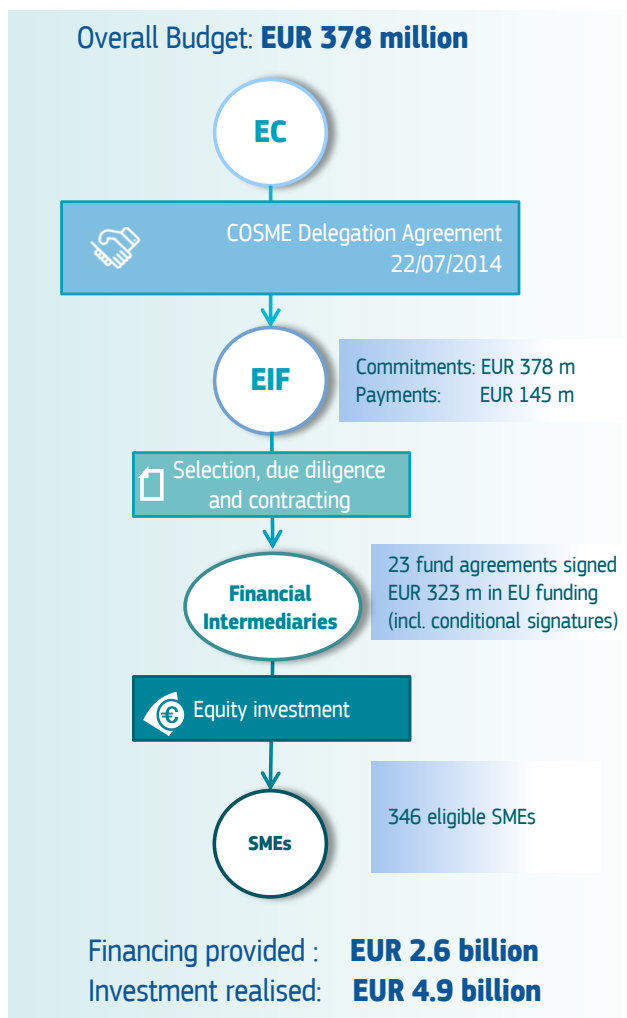 Overall Budget: EUR 378 million
EC
COSME Delegation Agreement
22/07/2014
EIF
Commitments: EUR 378 m
Payments: EUR 145 m
Selection, due diligence
and contracting
Financial
Intermediaries
23 fund agreements signed
EUR 323 m in EU funding
(incl. conditional signatures)
€ Equity investment
SMEs
346 eligible SMEs
Financing provided : EUR 2.6 billion
Investment realised: EUR 4.9 billion